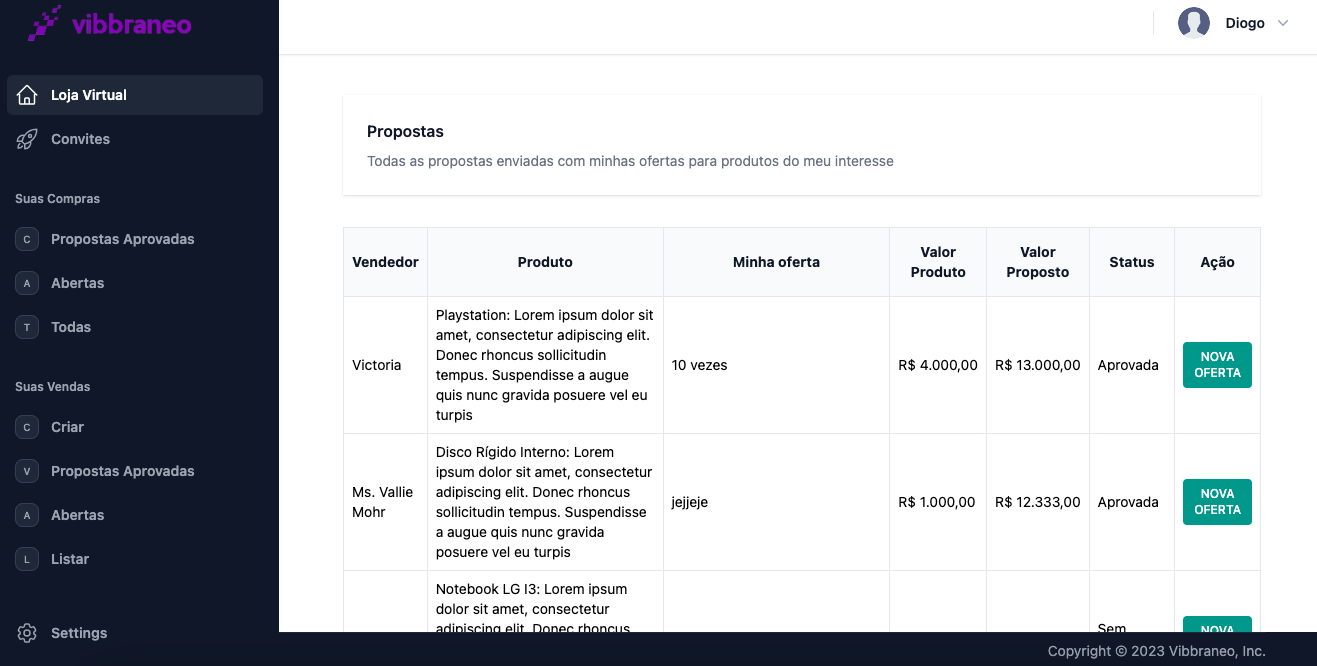 vibbraneo
Diogo
Loja Virtual
Convites
Suas Compras
C Propostas Aprovadas
A Abertas
T Todas
Suas Vendas
C Criar
V Propostas Aprovadas
A Abertas
L Listar
Settings
Propostas
Todas as propostas enviadas com minhas ofertas para produtos do meu interesse
Vendedor
Produto
Minha oferta
Valor
Produto
Valor
Proposto
Status
Ação
Victoria
Playstation: Lorem ipsum dolor sit
amet, consectetur adipiscing elit.
Donec rhoncus sollicitudin
tempus. Suspendisse a augue
quis nunc gravida posuere vel eu
turpis
10 vezes
R$ 4.000,00
R$ 13.000,00
Aprovada
NOVA
OFERTA
Ms. Vallie
Mohr
Disco Rígido Interno: Lorem
ipsum dolor sit amet, consectetur
adipiscing elit. Donec rhoncus
sollicitudin tempus. Suspendisse
a augue quis nunc gravida
posuere vel eu turpis
jejjeje
R$ 1.000,00
R$ 12.333,00
Aprovada
NOVA
OFERTA
Notebook LG I3: Lorem ipsum
dolor sit amet, consectetur
adipiscing elit. Donec rhoncus
Sem
NOVA
Copyright © 2023 Vibbraneo, Inc.